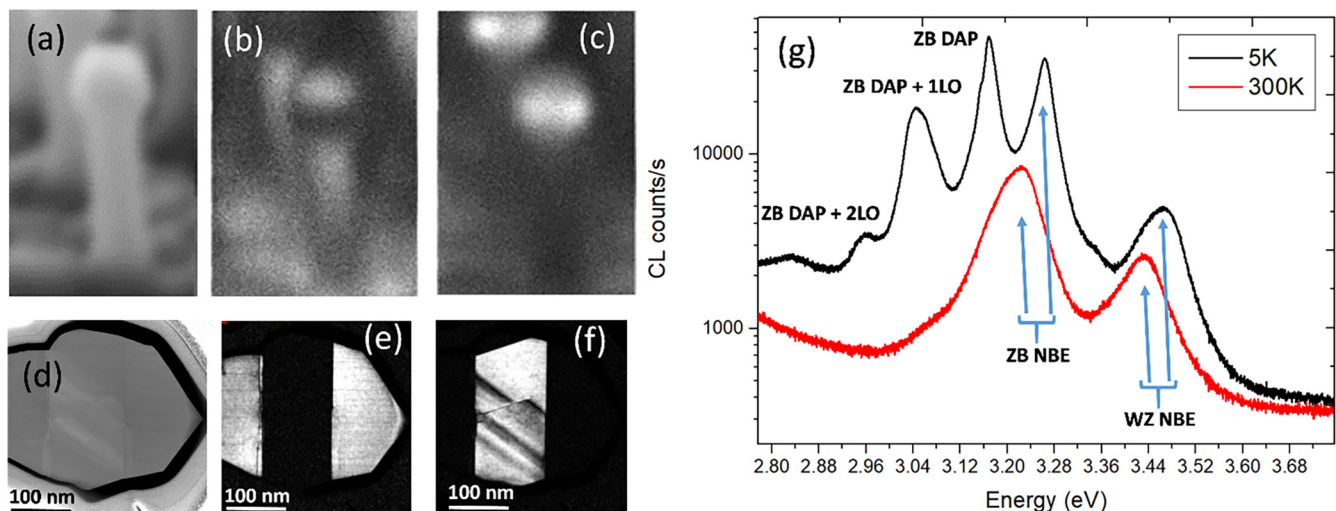 (a)
(b)
(c)
(d)
100 nm
(e)
100 nm
(f)
100 nm
(g)
ZB DAP
5K
300K
ZB DAP + 1LO
ZB DAP + 2LO
ZB NBE
WZ NBE
CL counts/s
10000
1000
2.80 2.88 2.96 3.04 3.12 3.20 3.28 3.36 3.44 3.52 3.60 3.68
Energy (eV)